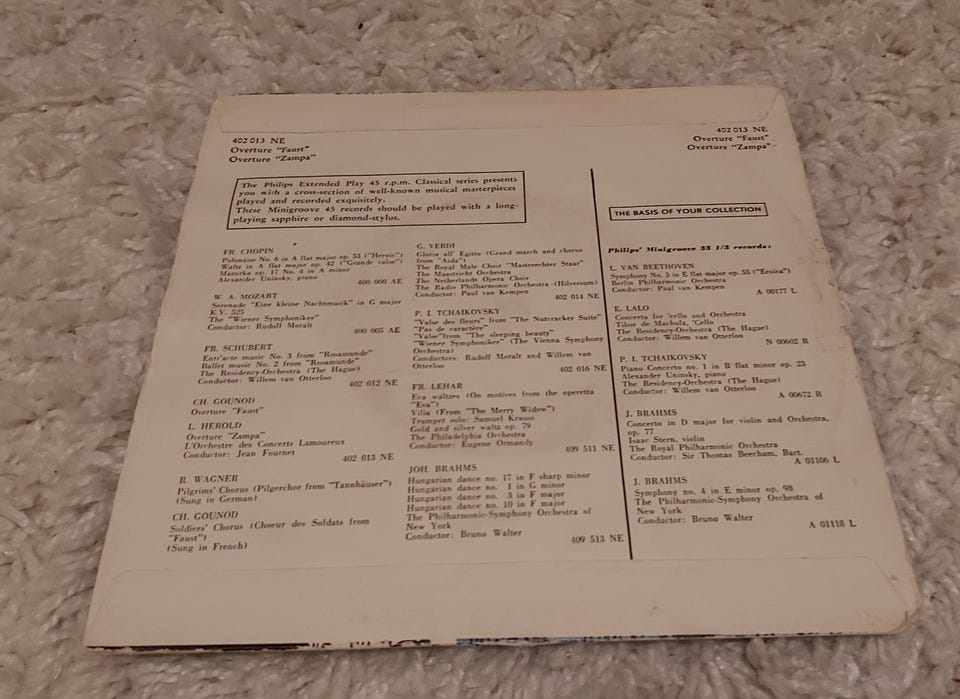 402 013 NE
Overture "Faust"
Overture "Zampa"
402 013 NE
Overture "Faust"
Overture "Zampa"
The Philips Extended Play 45 r.p.m. Classical series presents
you with a cross-section of well-known musical masterpieces
played and recorded exquisitely.
These Minigroove 45 records should be played with a long-
playing sapphire or diamond-stylus.
FR. CHOPIN
Polonaise No. 6 in A flat major op. 53 ("Heroic")
Waltz in A flat major op. 42 ("Grande valse")
Mazurka op. 17 No. 4 in A minor
Alexander Uninsky, piano
400 000 AE
W. A. MOZART
Serenade "Eine kleine Nachtmusik" in G major
K.V. 525
The "Wiener Symphoniker"
Conductor: Rudolf Moralt
400 005 AE
FR. SCHUBERT
Entr'acte music No. 3 from "Rosamunde"
Ballet music No. 2 from "Rosamunde"
The Residency-Orchestra (The Hague)
Conductor: Willem van Otterloo
402 012 NE
CH. GOUNOD
Overture "Faust"
L. HEROLD
Overture "Zampa"
L'Orchestre des Concerts Lamoureux
Conductor: Jean Fournet
402 013 NE
R. WAGNER
Pilgrims' Chorus (Pilgerchor from "Tannhäuser")
(Sung in German)
CH. GOUNOD
Soldiers' Chorus (Choeur des Soldats from
"Faust")
(Sung in French)
G. VERDI
Gloria all' Egitto (Grand march and chorus
from "Aida")
The Royal Male Choir "Mastreechter Staar"
The Maastricht Orchestra
The Netherlands Opera Choir
The Radio Philharmonic Orchestra (Hilversum)
Conductor: Paul van Kempen
402 014 NE
P. I. TCHAIKOVSKY
"Valse des fleurs" from "The Nutcracker Suite"
"Pas de caractère"
"Valse" from "The sleeping beauty"
"Wiener Symphoniker" (The Vienna Symphony
Orchestra)
Conductors: Rudolf Moralt and Willem van
Otterloo
402 016 NE
FR. LEHAR
Eva waltzes (On motives from the operetta
"Eva")
Vilia (From "The Merry Widow")
Trumpet solo: Samuel Krauss
Gold and silver waltz op. 79
The Philadelphia Orchestra
Conductor: Eugene Ormandy
409 511 NE
JOH. BRAHMS
Hungarian dance no. 17 in F sharp minor
Hungarian dance no. 1 in G minor
Hungarian dance no. 3 in F major
Hungarian dance no. 10 in F major
The Philharmonic-Symphony Orchestra of
New York
Conductor: Bruno Walter
409 513 NE
THE BASIS OF YOUR COLLECTION
Philips' Minigroove 33 1/3 records:
L. VAN BEETHOVEN
Symphony No. 3 in E flat major op. 55 ("Eroica")
Berlin Philharmonic Orchestra
Conductor: Paul van Kempen
A 00177 L
E. LALO
Concerto for 'cello and Orchestra
Tibor de Machula, 'Cello
The Residency-Orchestra (The Hague)
Conductor: Willem van Otterloo
N 00602 R
P. I. TCHAIKOVSKY
Piano Concerto no. 1 in B flat minor op. 23
Alexander Uninsky, piano
The Residency-Orchestra (The Hague)
Conductor: Willem van Otterloo
A 00672 R
J. BRAHMS
Concerto in D major for violin and Orchestra,
op. 77
Isaac Stern, violin
The Royal Philharmonic Orchestra
Conductor: Sir Thomas Beecham, Bart.
A 01106 L
J. BRAHMS
Symphony no. 4 in E minor op. 98
The Philharmonic-Symphony Orchestra of
New York
Conductor: Bruno Walter
A 01118 L